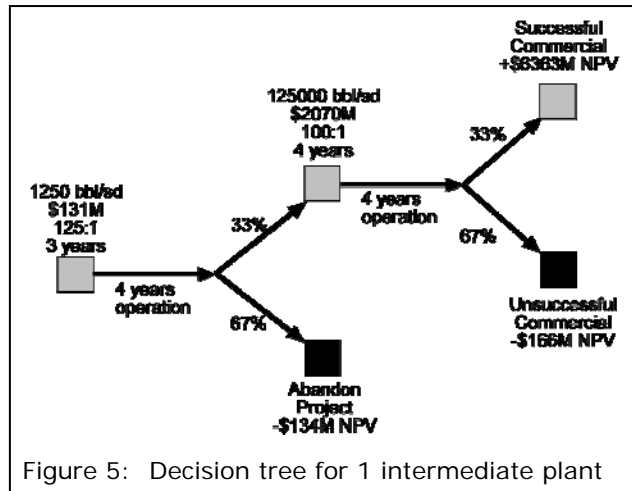 Successful
Commercial
+$6363M NPV
125000 bbl/sd
$2070M
100:1
4 years
33%
1250 bbl/sd
$131M
125:1
3 years
4 years
operation
33%
67%
4 years
operation
67%
Unsuccessful
Commercial
-$166M NPV
Abandon
Project
-$134M NPV
Figure 5: Decision tree for 1 intermediate plant